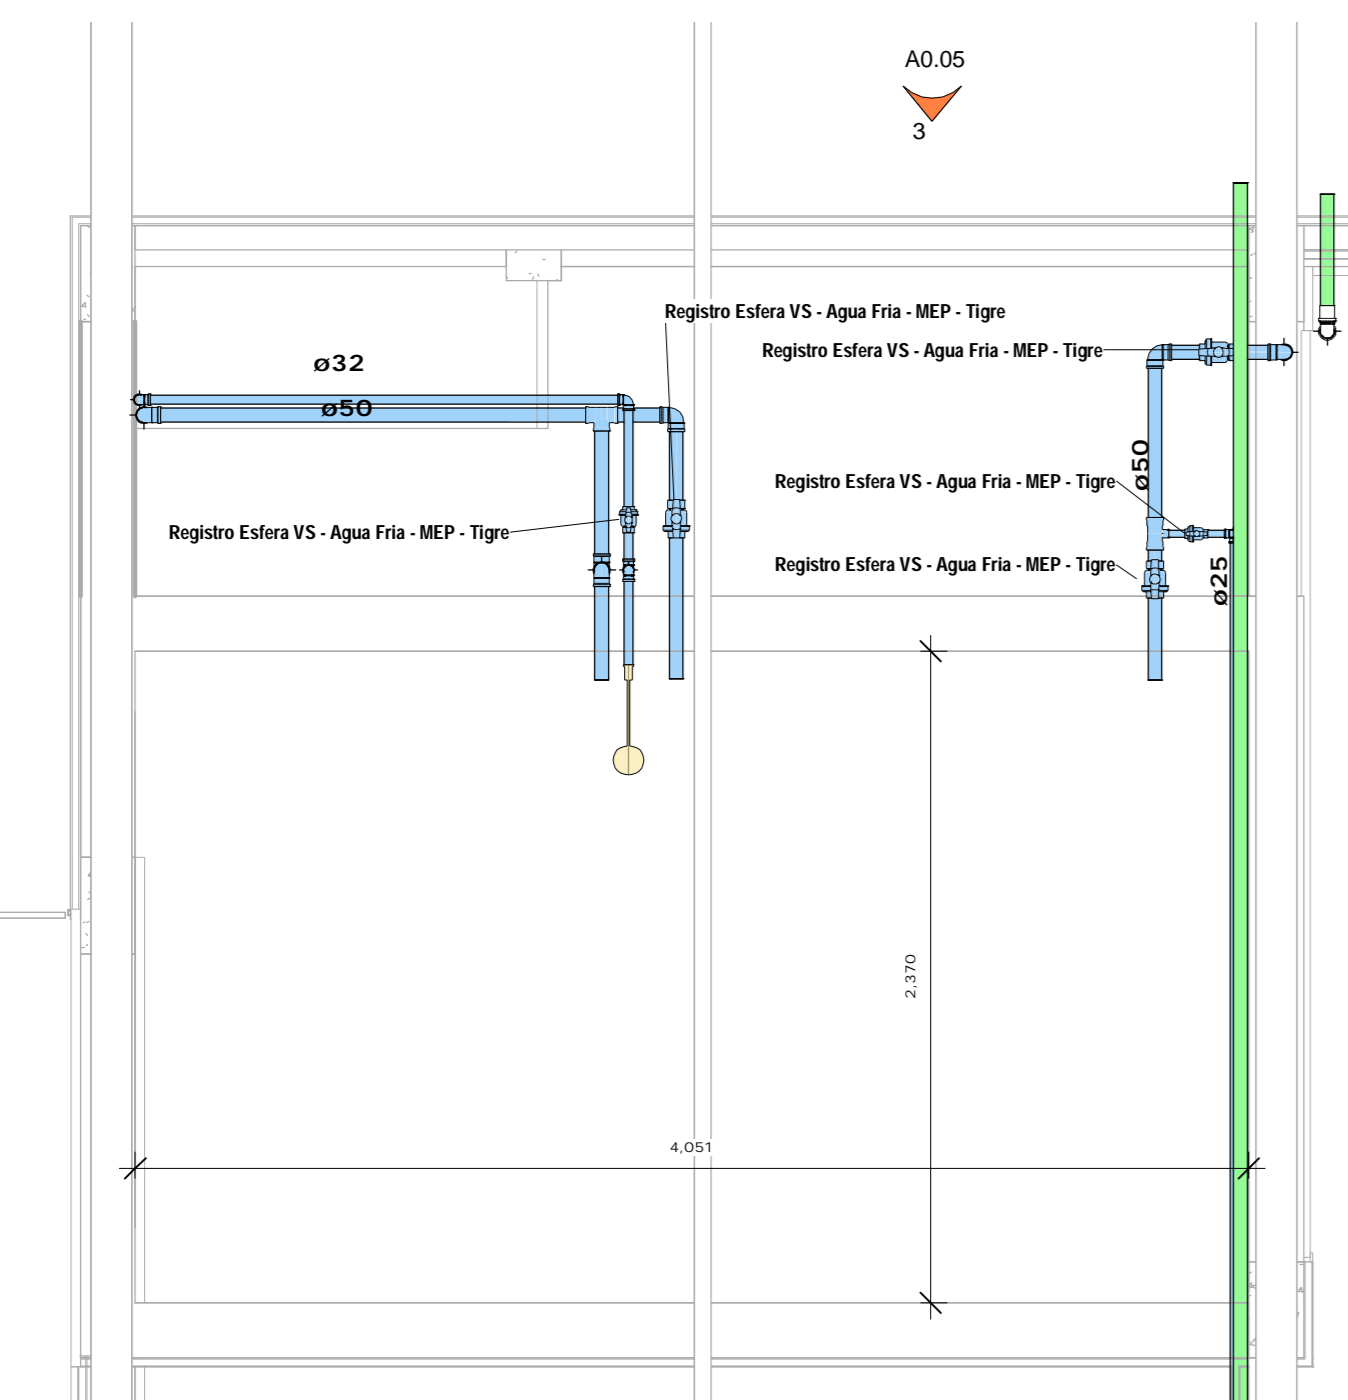 A0.05
3
Registro Esfera VS - Agua Fria - MEP - Tigre
Registro Esfera VS - Agua Fria - MEP - Tigre
ø32
ø50
ø50
Registro Esfera VS - Agua Fria - MEP - Tigre
Registro Esfera VS - Agua Fria - MEP - Tigre
Registro Esfera VS - Agua Fria - MEP - Tigre
ø25
2,370
4,051